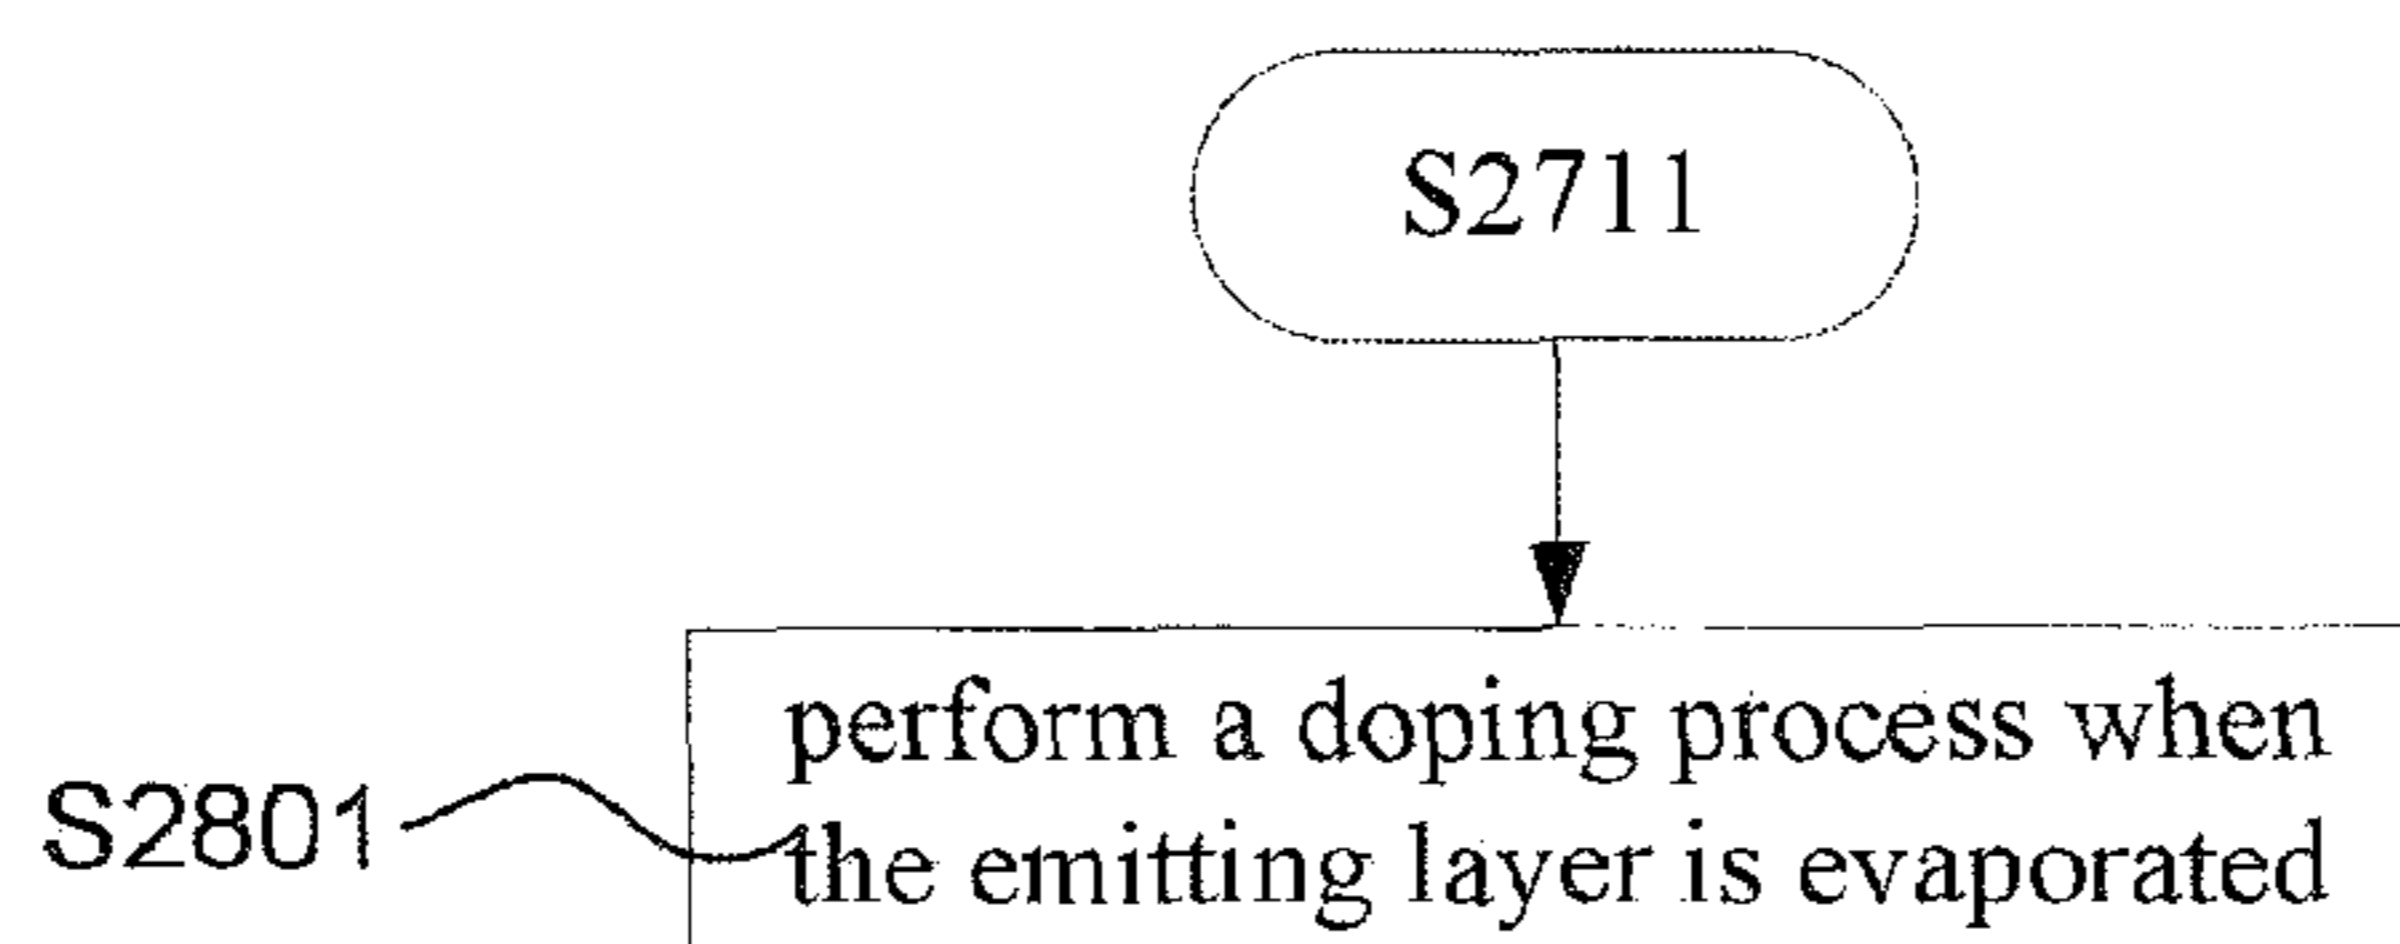 S2711
perform a doping process when
S2801
the emitting layer is evaporated